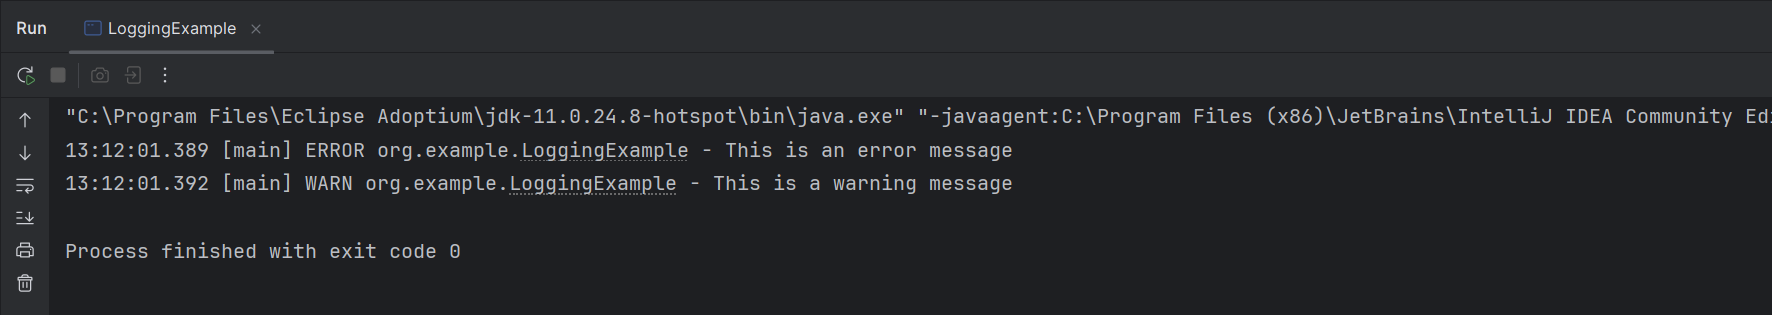 Run LoggingExample
"C:\Program Files\Eclipse Adoptium\jdk-11.0.24.8-hotspot\bin\java.exe" "-javaagent:C:\Program Files (x86)\JetBrains\IntelliJ IDEA Community
13:12:01.389 [main] ERROR org.example.LoggingExample - This is an error message
13:12:01.392 [main] WARN org.example.LoggingExample - This is a warning message
Process finished with exit code 0